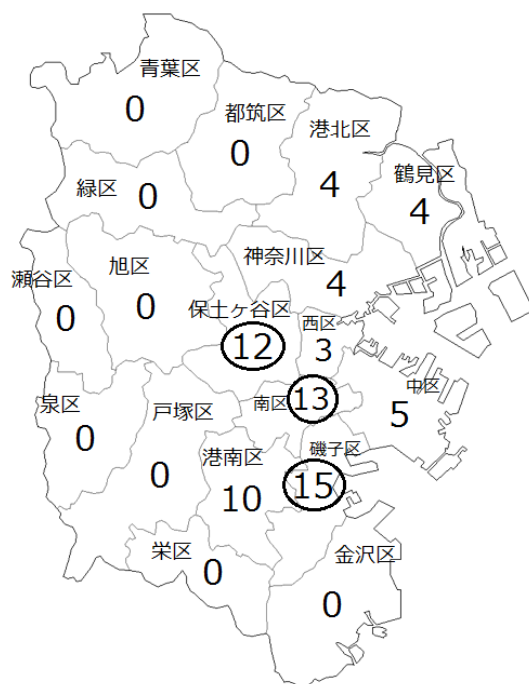 青葉区
0
都筑区
0
港北区
4
鶴見区
4
緑区
0
神奈川区
4
旭区
0
瀬谷区
0
保土ヶ谷区
12
西区
3
南区
13
中区
5
泉区
0
戸塚区
0
港南区
10
磯子区
15
栄区
0
金沢区
0